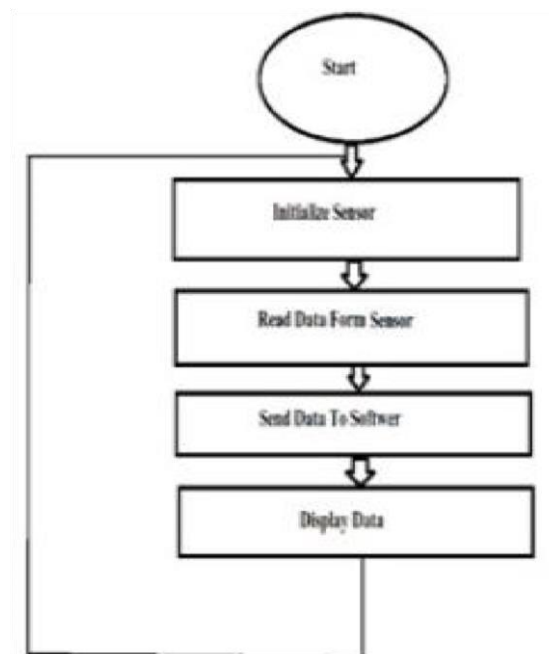 Start
Initialize Sensor
Read Data Form Sensor
Send Data To Softwer
Display Data